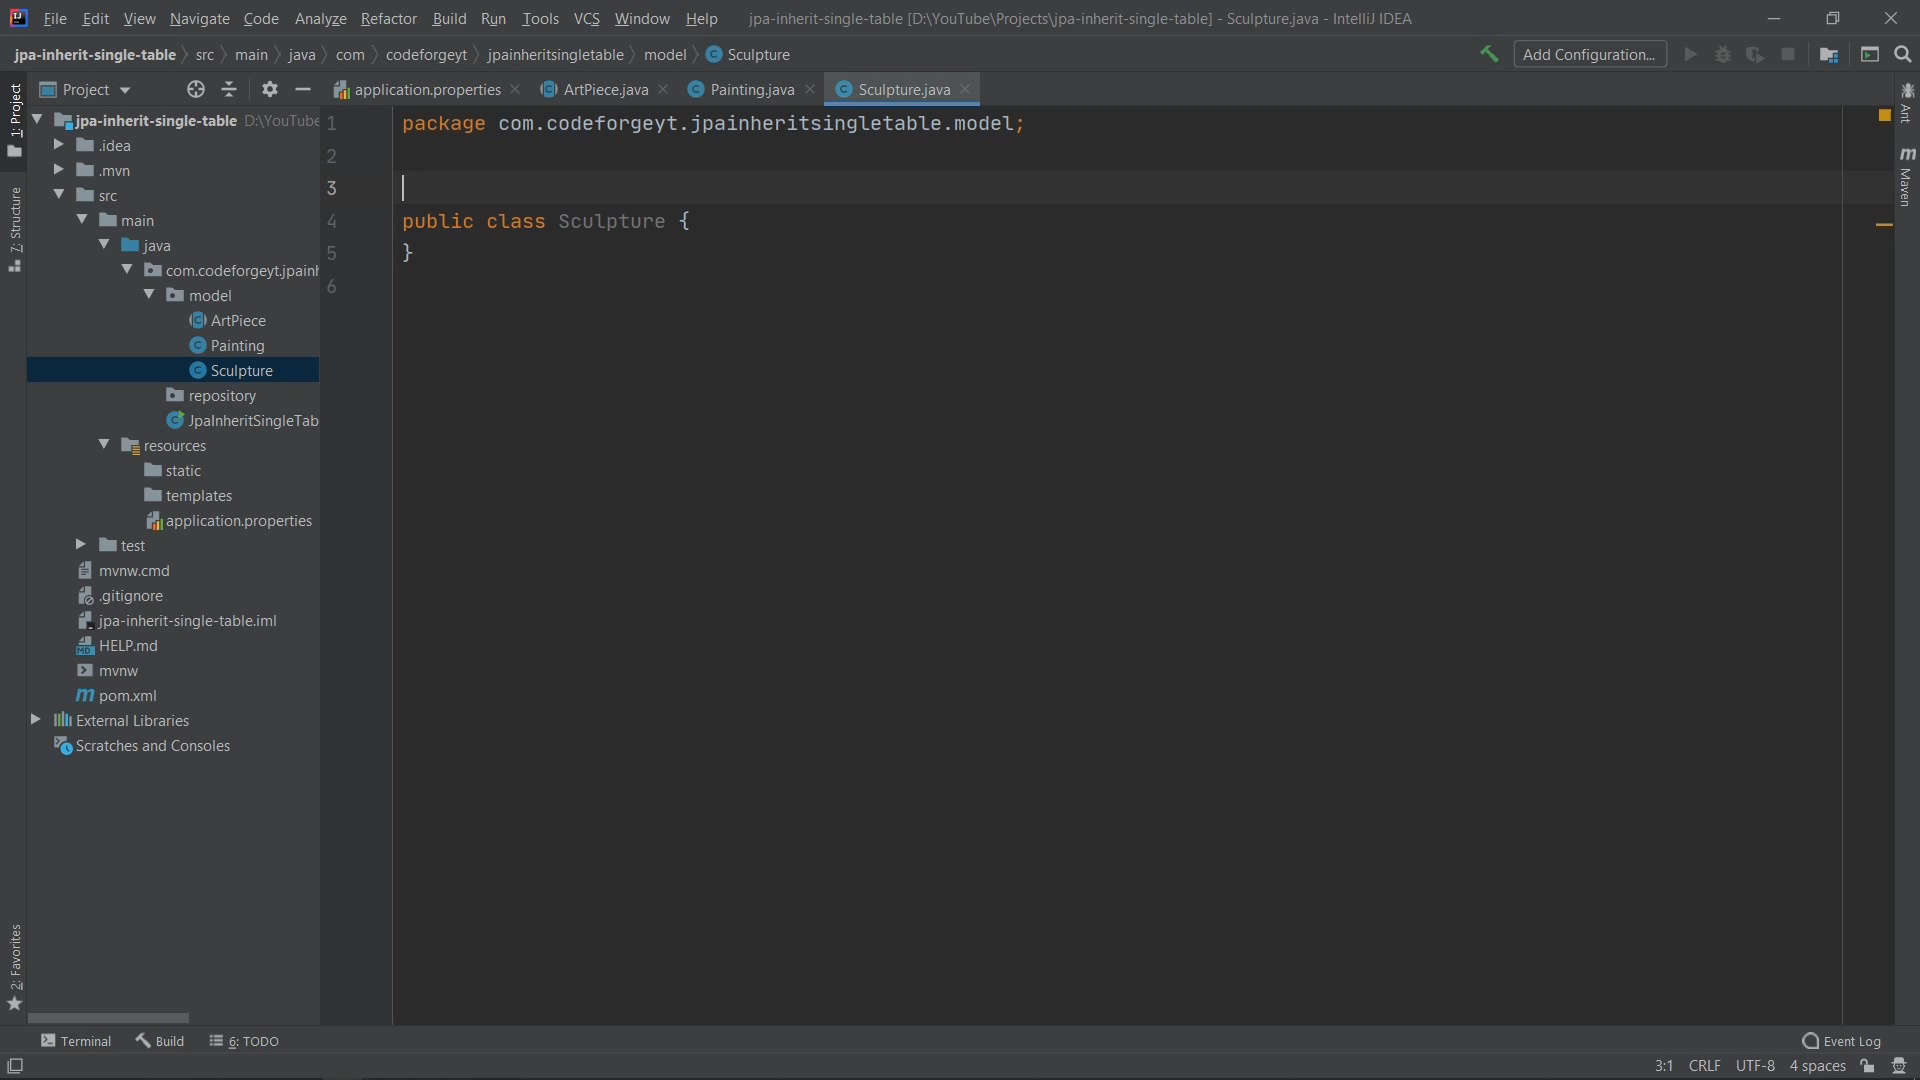 File Edit View Navigate Code Analyze Refactor Build Run Tools VCS Window Help jpa-inherit-single-table [D:\YouTube\Projects\jpa-inherit-single-table] - Sculpture.java - IntelliJ IDEA
jpa-inherit-single-table src main java com codeforgeyt jpainheritsingletable model Sculpture Add Configuration...
Project application.properties ArtPiece.java Painting.java Sculpture.java
1: Project
7: Structure
2: Favorites
jpa-inherit-single-table D:\YouTube
.idea
.mvn
src
main
java
com.codeforgeyt.jpainh
model
ArtPiece
Painting
Sculpture
repository
JpaInheritSingleTab
resources
static
templates
application.properties
test
mvnw.cmd
.gitignore
jpa-inherit-single-table.iml
HELP.md
mvnw
pom.xml
External Libraries
Scratches and Consoles
1 package com.codeforgeyt.jpainheritsingletable.model;
2
3
4 public class Sculpture {
5 }
6
Ant
Maven
Terminal Build 6: TODO Event Log
3:1 CRLF UTF-8 4 spaces